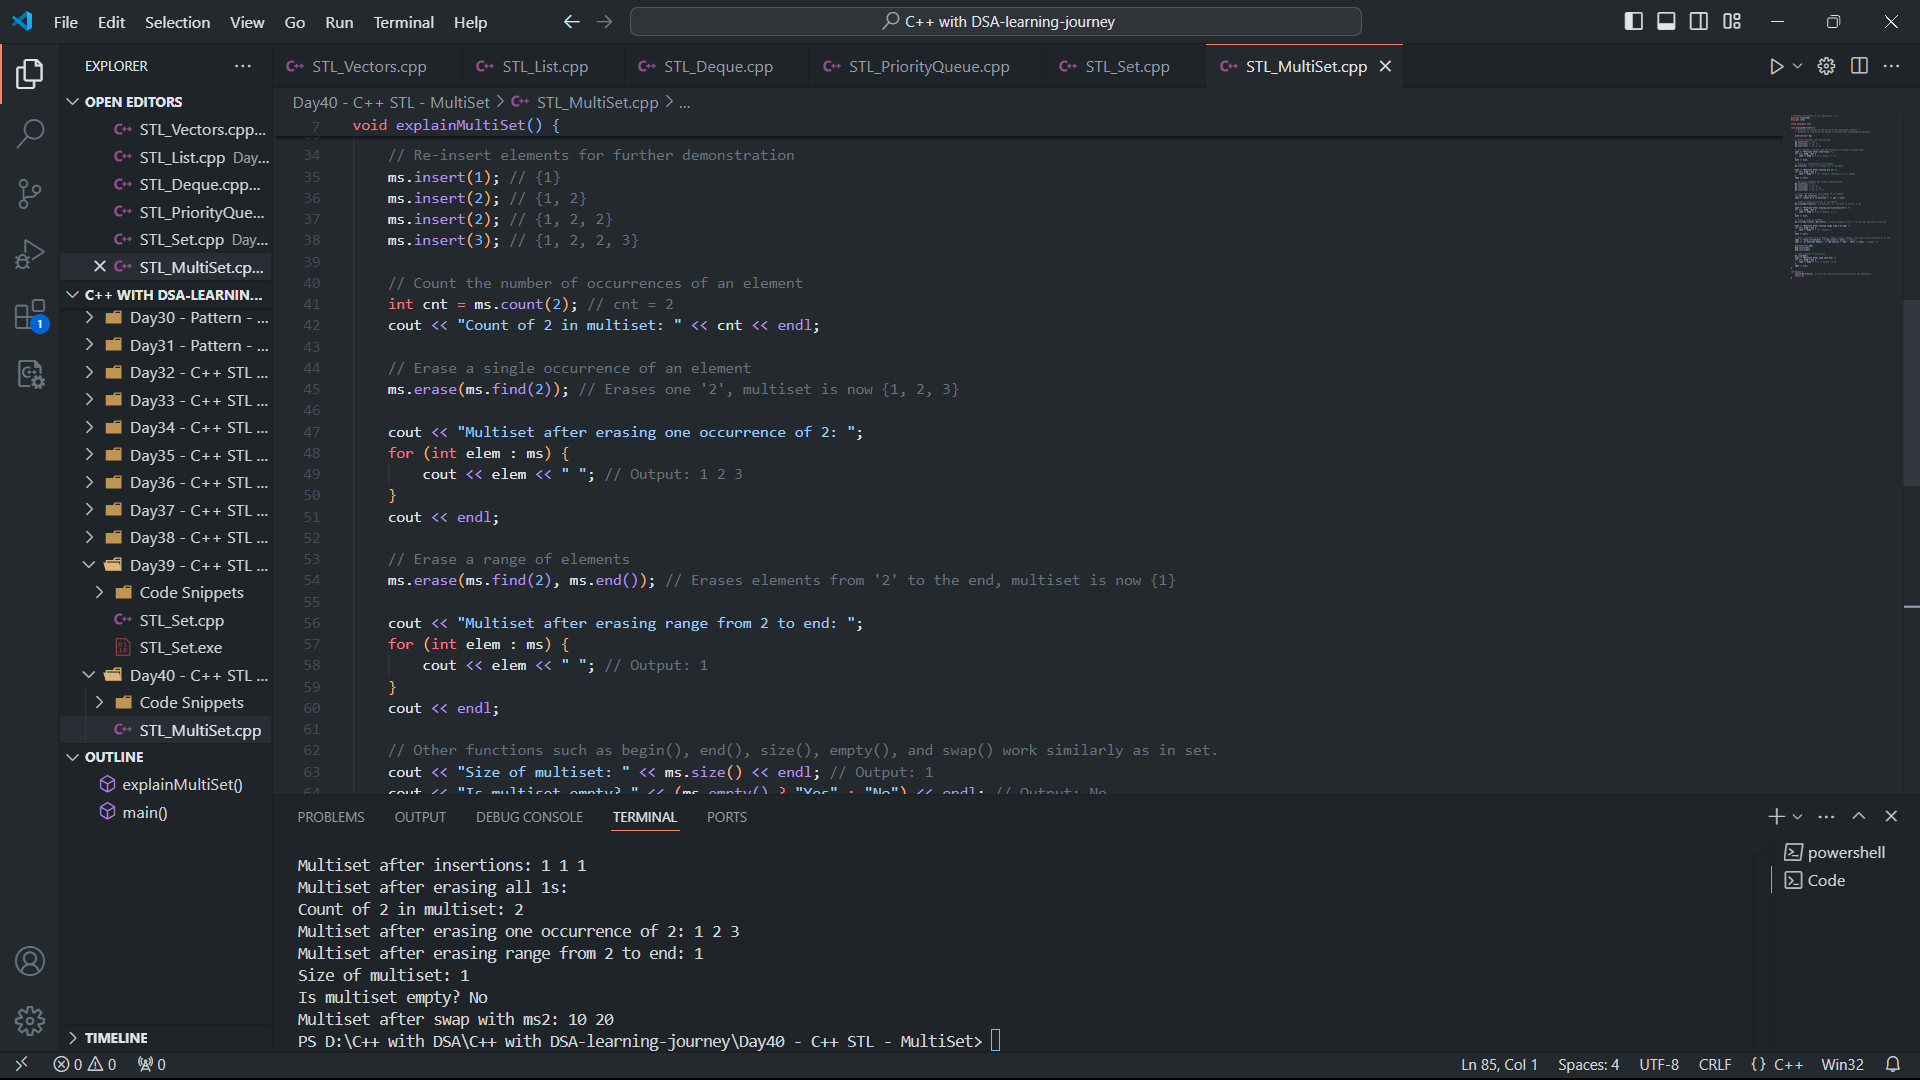 File Edit Selection View Go Run Terminal Help
C++ with DSA-learning-journey
EXPLORER
OPEN EDITORS
STL_Vectors.cpp...
STL_List.cpp Day...
STL_Deque.cpp...
STL_PriorityQue...
STL_Set.cpp Day...
STL_MultiSet.cp...
C++ WITH DSA-LEARNIN...
Day30 - Pattern - ...
Day31 - Pattern - ...
Day32 - C++ STL ...
Day33 - C++ STL ...
Day34 - C++ STL ...
Day35 - C++ STL ...
Day36 - C++ STL ...
Day37 - C++ STL ...
Day38 - C++ STL ...
Day39 - C++ STL ...
Code Snippets
STL_Set.cpp
STL_Set.exe
Day40 - C++ STL ...
Code Snippets
STL_MultiSet.cpp
OUTLINE
explainMultiSet()
main()
TIMELINE
1
STL_Vectors.cpp STL_List.cpp STL_Deque.cpp STL_PriorityQueue.cpp STL_Set.cpp STL_MultiSet.cpp
Day40 - C++ STL - MultiSet > STL_MultiSet.cpp > ...
7 void explainMultiSet() {
34 // Re-insert elements for further demonstration
35 ms.insert(1); // {1}
36 ms.insert(2); // {1, 2}
37 ms.insert(2); // {1, 2, 2}
38 ms.insert(3); // {1, 2, 2, 3}
39
40 // Count the number of occurrences of an element
41 int cnt = ms.count(2); // cnt = 2
42 cout << "Count of 2 in multiset: " << cnt << endl;
43
44 // Erase a single occurrence of an element
45 ms.erase(ms.find(2)); // Erases one '2', multiset is now {1, 2, 3}
46
47 cout << "Multiset after erasing one occurrence of 2: ";
48 for (int elem : ms) {
49 cout << elem << " "; // Output: 1 2 3
50 }
51 cout << endl;
52
53 // Erase a range of elements
54 ms.erase(ms.find(2), ms.end()); // Erases elements from '2' to the end, multiset is now {1}
55
56 cout << "Multiset after erasing range from 2 to end: ";
57 for (int elem : ms) {
58 cout << elem << " "; // Output: 1
59 }
60 cout << endl;
61
62 // Other functions such as begin(), end(), size(), empty(), and swap() work similarly as in set.
63 cout << "Size of multiset: " << ms.size() << endl; // Output: 1
64 cout << "Is multiset empty? " << (ms.empty() ? "Yes" : "No") << endl; // Output: No
PROBLEMS OUTPUT DEBUG CONSOLE TERMINAL PORTS
Multiset after insertions: 1 1 1
Multiset after erasing all 1s:
Count of 2 in multiset: 2
Multiset after erasing one occurrence of 2: 1 2 3
Multiset after erasing range from 2 to end: 1
Size of multiset: 1
Is multiset empty? No
Multiset after swap with ms2: 10 20
PS D:\C++ with DSA\C++ with DSA-learning-journey\Day40 - C++ STL - MultiSet>
powershell
Code
0 0 0
Ln 85, Col 1 Spaces: 4 UTF-8 CRLF {} C++ Win32